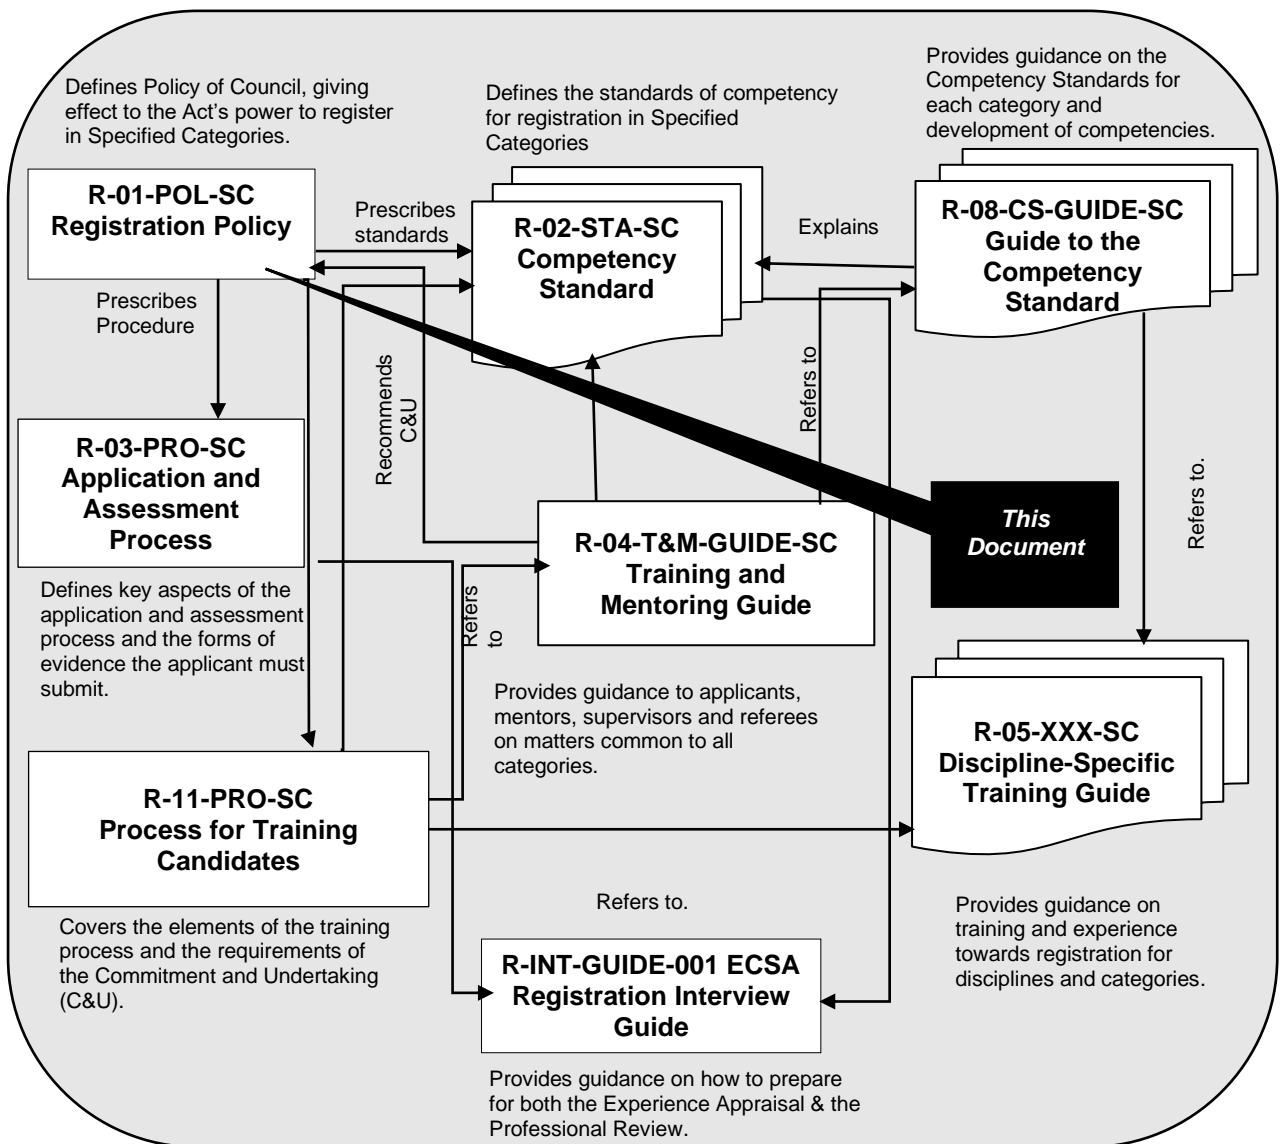 Defines Policy of Council, giving
effect to the Act's power to register
in Specified Categories.
R-01-POL-SC
Registration Policy
Defines the standards of competency
for registration in Specified
Categories
Provides guidance on the
Competency Standards for
each category and
development of competencies.
Prescribes
standards
R-02-STA-SC
Competency
Standard
Explains
R-08-CS-GUIDE-SC
Guide to the
Competency
Standard
Prescribes
Procedure
Recommends
C&U
Refers to
Refers to.
R-03-PRO-SC
Application and
Assessment
Process
Defines key aspects of the
application and assessment
process and the forms of
evidence the applicant must
submit.
R-04-T&M-GUIDE-SC
Training and
Mentoring Guide
This
Document
Refers
to
Provides guidance to applicants,
mentors, supervisors and referees
on matters common to all
categories.
R-05-XXX-SC
Discipline-Specific
Training Guide
R-11-PRO-SC
Process for Training
Candidates
Covers the elements of the training
process and the requirements of
the Commitment and Undertaking
(C&U).
Refers to.
Provides guidance on
training and experience
towards registration for
disciplines and categories.
R-INT-GUIDE-001 ECSA
Registration Interview
Guide
Provides guidance on how to prepare
for both the Experience Appraisal & the
Professional Review.